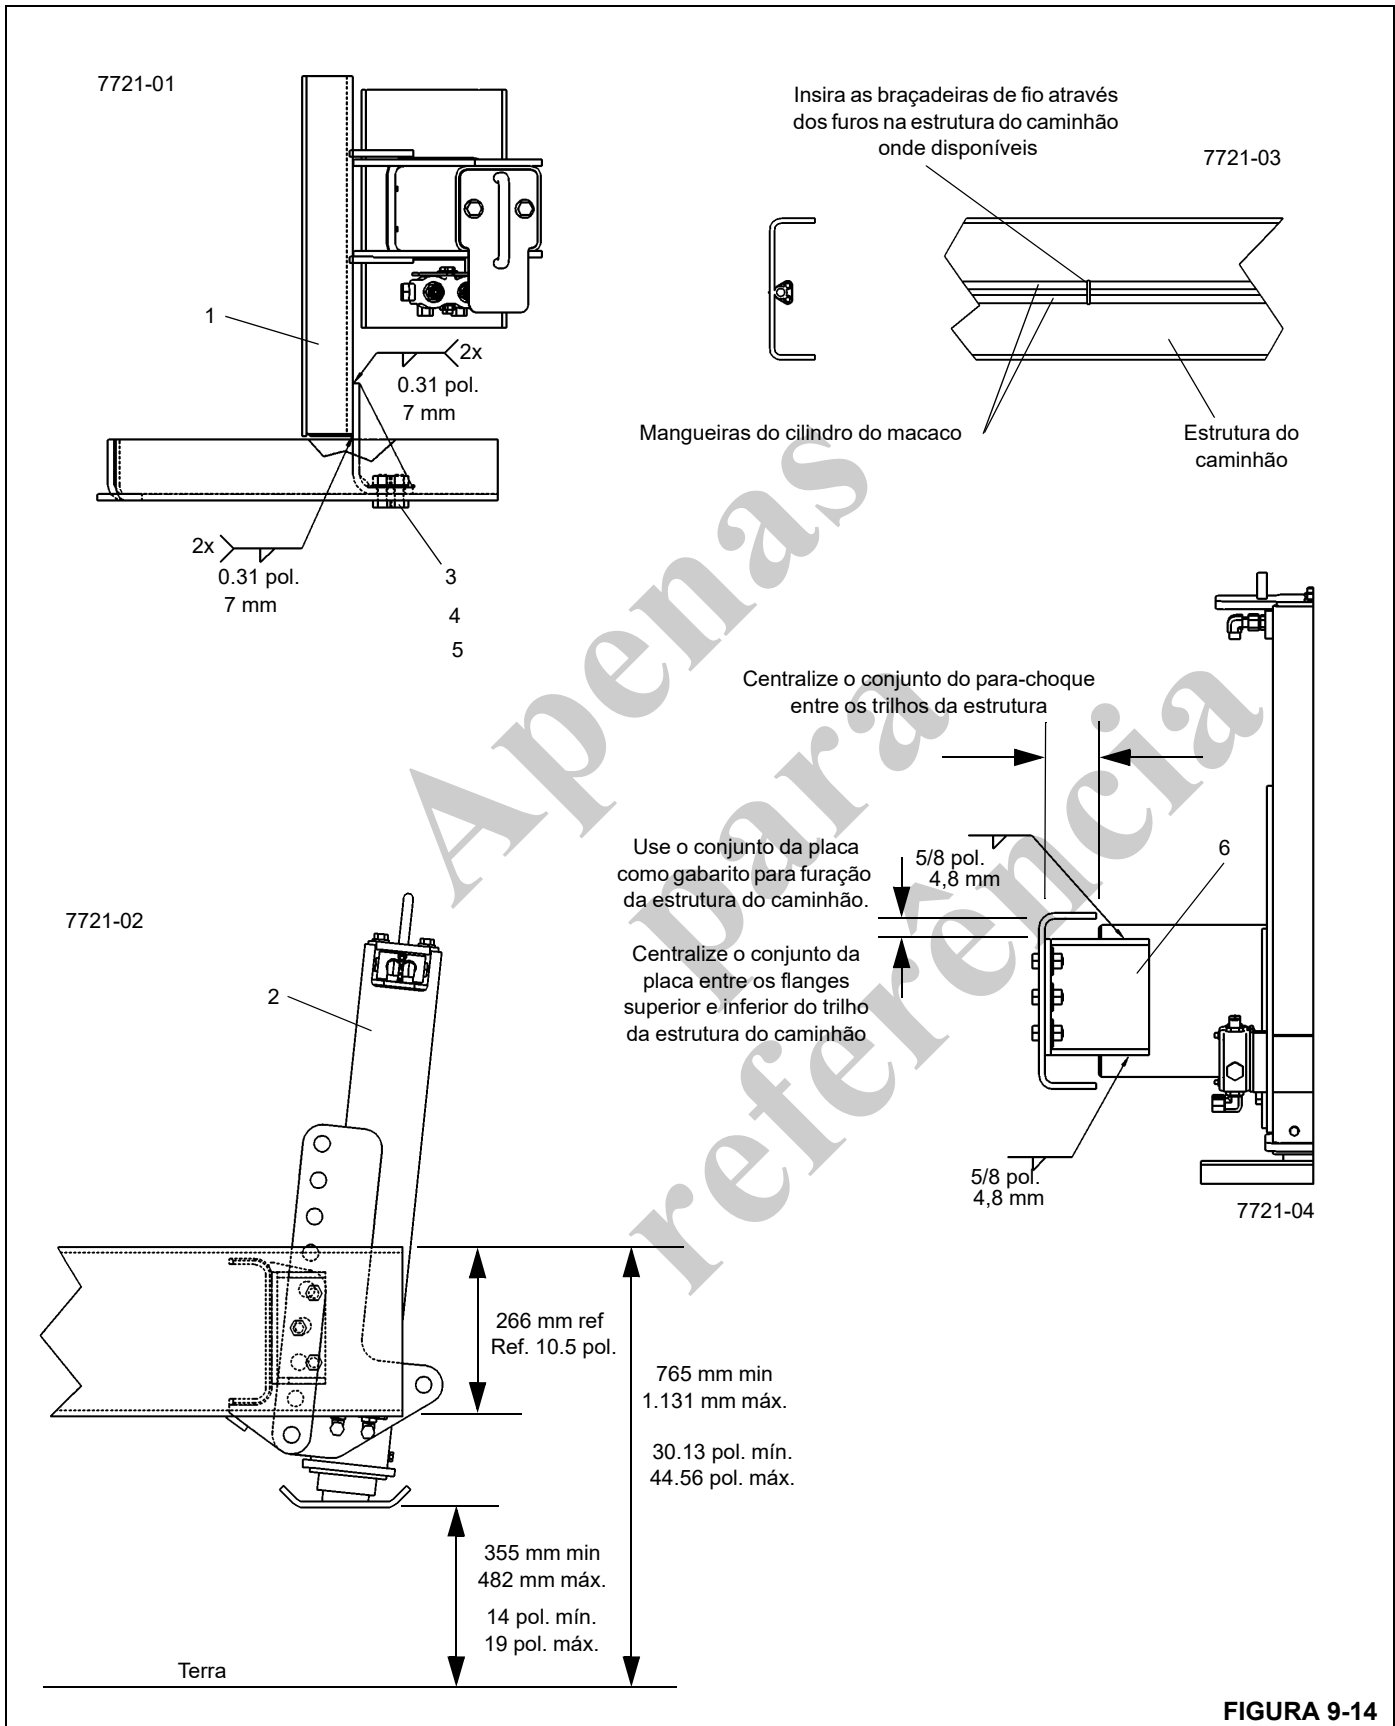 7721-01
1
2x
0.31 pol.
7 mm
2x
0.31 pol.
7 mm
3
4
5
Insira as braçadeiras de fio através
dos furos na estrutura do caminhão
onde disponíveis
7721-03
Mangueiras do cilindro do macaco
Estrutura do
caminhão
Apenas
para
referência
Centralize o conjunto do para-choque
entre os trilhos da estrutura
Use o conjunto da placa
como gabarito para furação
da estrutura do caminhão.
5/8 pol.
4,8 mm
6
Centralize o conjunto da
placa entre os flanges
superior e inferior do trilho
da estrutura do caminhão
5/8 pol.
4,8 mm
7721-04
7721-02
2
266 mm ref
Ref. 10.5 pol.
765 mm min
1.131 mm máx.
30.13 pol. mín.
44.56 pol. máx.
355 mm min
482 mm máx.
14 pol. mín.
19 pol. máx.
Terra
FIGURA 9-14